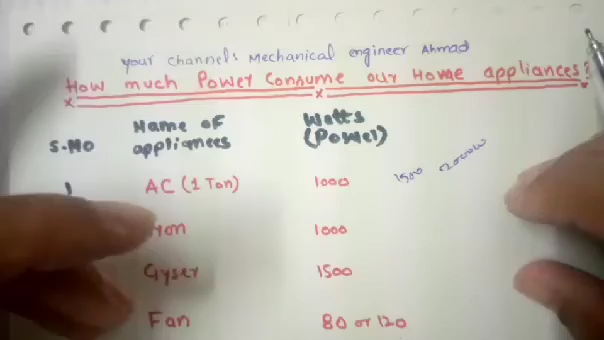 your channel: Mechanical engineer Ahmad
How much Power Consume our Home appliances?
S.No Name of appliances Watts (Power)
1 AC (1 Ton) 1000 1500 2000W
1000
Gyser 1500
Fan 80 or 120